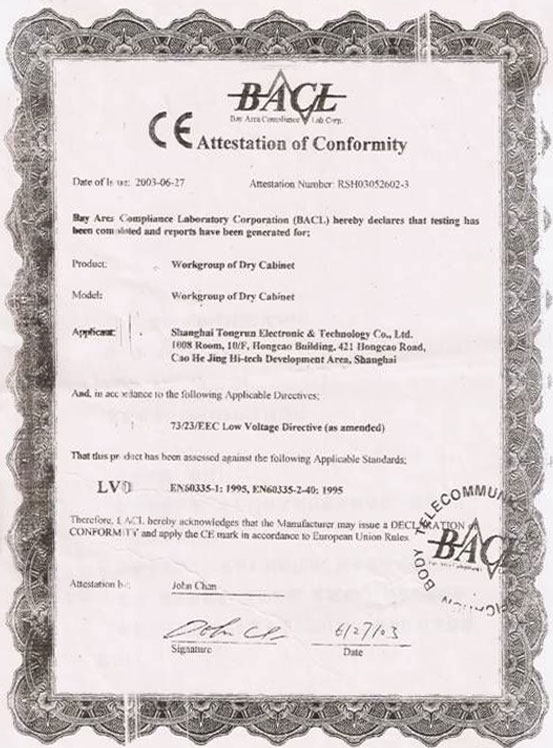 BACL
Bay Area Compliance Lab Corp.
CE Attestation of Conformity
Date of Issue: 2003-06-27 Attestation Number: RSH03052602-3
Bay Area Compliance Laboratory Corporation (BACL) hereby declares that testing has
been completed and reports have been generated for;
Product: Workgroup of Dry Cabinet
Model: Workgroup of Dry Cabinet
Applicant: Shanghai Tongrun Electronic & Technology Co., Ltd.
1008 Room, 10/F, Hongcao Building, 421 Hongcao Road,
Cao He Jing Hi-tech Development Area, Shanghai
And, in accordance to the following Applicable Directives;
73/23/EEC Low Voltage Directive (as amended)
That this product has been assessed against the following Applicable Standards;
LVD EN60335-1: 1995, EN60335-2-40: 1995
Therefore, BACL hereby acknowledges that the Manufacturer may issue a DECLARATION of
CONFORMITY and apply the CE mark in accordance to European Union Rules.
TELECOMMUN
BACL
BODY
Attestation by: John Chan
John Ch 6/27/03
Signature Date